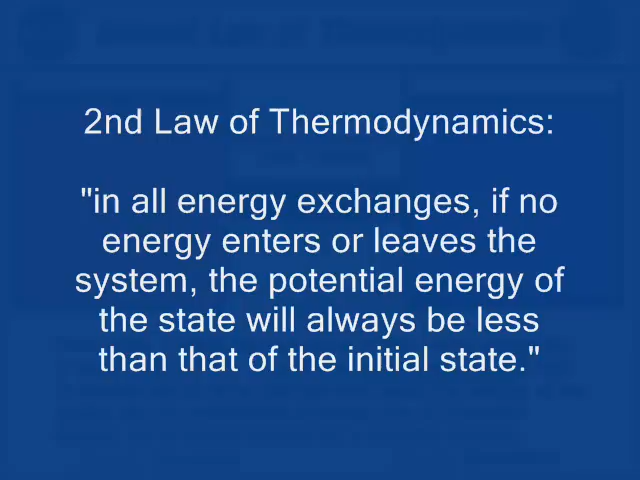 2nd Law of Thermodynamics:
"in all energy exchanges, if no
energy enters or leaves the
system, the potential energy of
the state will always be less
than that of the initial state."